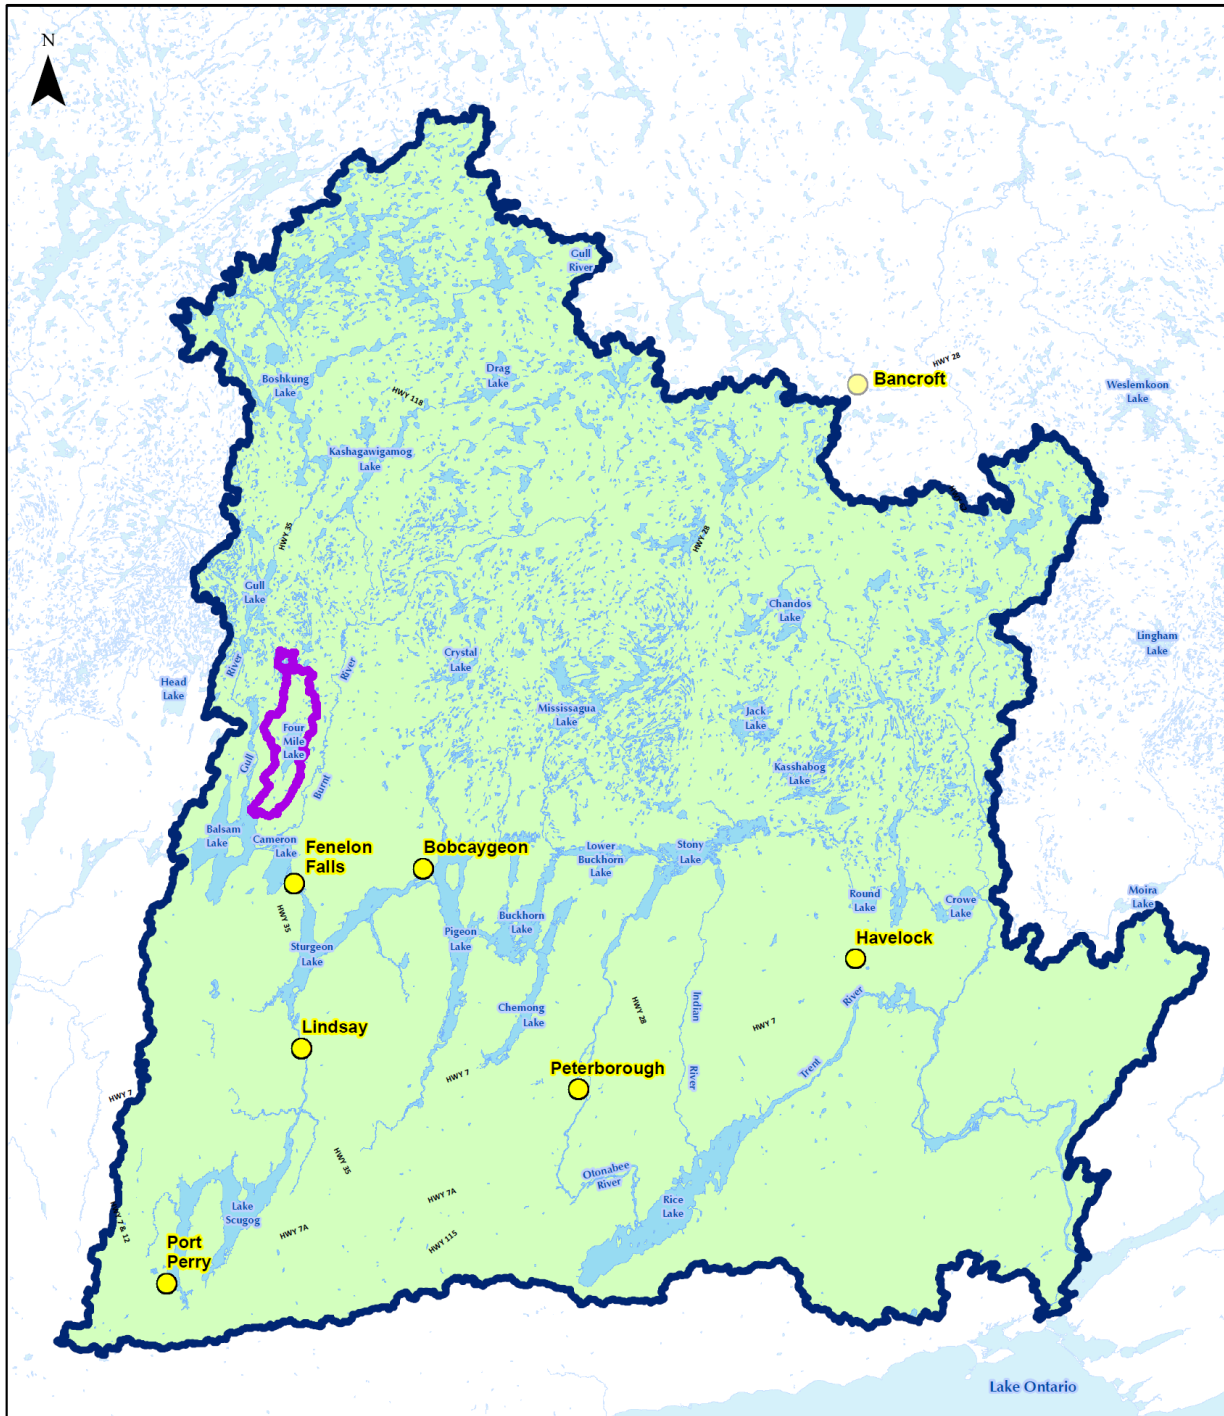 N
Gull
River
HWY 28
Bancroft
Weslemkoon
Lake
Boshkung
Lake
Drag
Lake
HWY 118
Kashagawigamog
Lake
HWY 35
HWY 28
Gull
Lake
Chandos
Lake
Lingham
Lake
River
River
Crystal
Lake
Head
Lake
Mississagua
Lake
Jack
Lake
Four
Mile
Lake
Gull
Burnt
Kasshabog
Lake
Balsam
Lake
Cameron
Lake
Fenelon
Falls
Bobcaygeon
Lower
Buckhorn
Lake
Stony
Lake
Round
Lake
Crowe
Lake
Moira
Lake
HWY 35
Sturgeon
Lake
Pigeon
Lake
Buckhorn
Lake
Havelock
Chemong
Lake
HWY 28
Indian
River
HWY 7
River
Trent
Lindsay
Peterborough
HWY 7
HWY 7
HWY 35
Otonabee
River
HWY 7A
Rice
Lake
Lake
Scugog
HWY 7A
HWY 115
HWY 7 & 12
Port
Perry
Lake Ontario